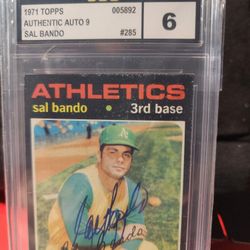 1971 TOPPS
005892
AUTHENTIC AUTO 9
6
SAL BANDO
#285
ATHLETICS
sal bando • 3rd base